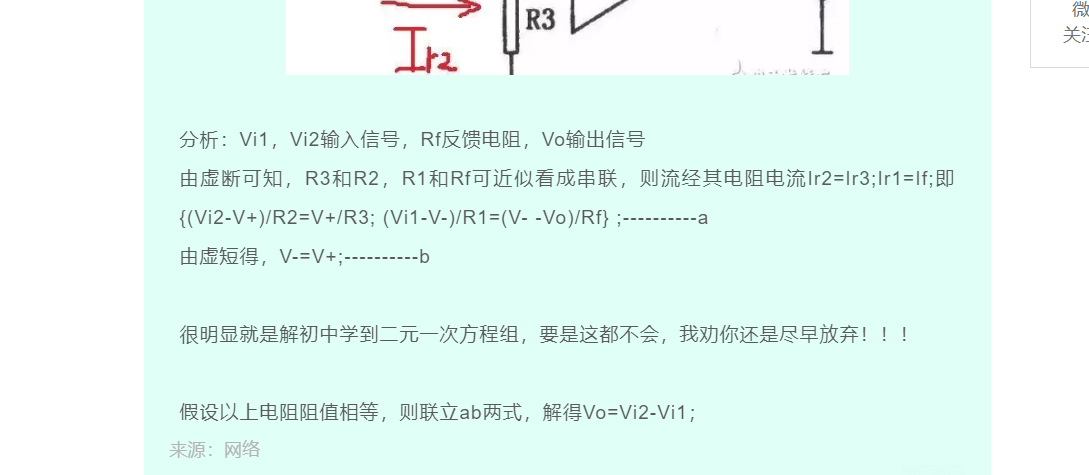 微
关注
R3
Ir2
分析：Vi1，Vi2输入信号，Rf反馈电阻，Vo输出信号
由虚断可知，R3和R2，R1和Rf可近似看成串联，则流经其电阻电流Ir2=Ir3;Ir1=If;即
{(Vi2-V+)/R2=V+/R3; (Vi1-V-)/R1=(V- -Vo)/Rf} ;----------a
由虚短得，V-=V+;----------b
很明显就是解初中学到二元一次方程组，要是这都不会，我劝你还是尽早放弃！！！
假设以上电阻阻值相等，则联立ab两式，解得Vo=Vi2-Vi1；
来源：网络